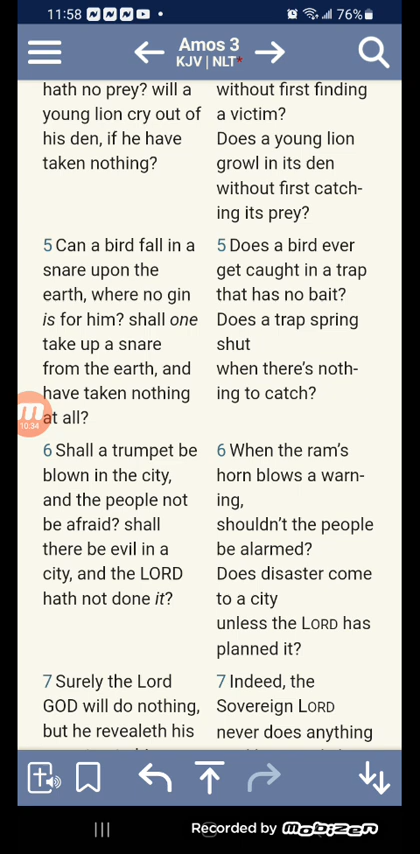 11:58
76%
Amos 3
KJV | NLT*
hath no prey? will a
young lion cry out of
his den, if he have
taken nothing?
5 Can a bird fall in a
snare upon the
earth, where no gin
is for him? shall one
take up a snare
from the earth, and
have taken nothing
at all?
6 Shall a trumpet be
blown in the city,
and the people not
be afraid? shall
there be evil in a
city, and the LORD
hath not done it?
7 Surely the Lord
GOD will do nothing,
but he revealeth his
without first finding
a victim?
Does a young lion
growl in its den
without first catch-
ing its prey?
5 Does a bird ever
get caught in a trap
that has no bait?
Does a trap spring
shut
when there's noth-
ing to catch?
6 When the ram's
horn blows a warn-
ing,
shouldn't the people
be alarmed?
Does disaster come
to a city
unless the LORD has
planned it?
7 Indeed, the
Sovereign LORD
never does anything
10:34
Recorded by Mobizen